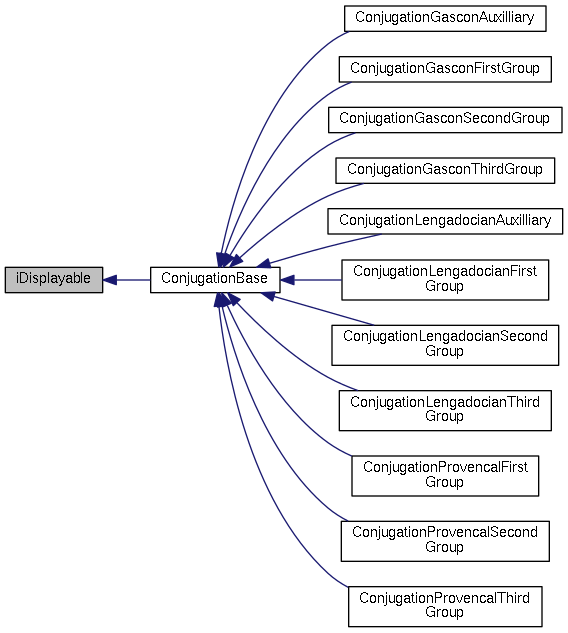 ConjugationGasconAuxilliary
ConjugationGasconFirstGroup
ConjugationGasconSecondGroup
ConjugationGasconThirdGroup
ConjugationLengadocianAuxilliary
iDisplayable
ConjugationBase
ConjugationLengadocianFirst
Group
ConjugationLengadocianSecond
Group
ConjugationLengadocianThird
Group
ConjugationProvencalFirst
Group
ConjugationProvencalSecond
Group
ConjugationProvencalThird
Group